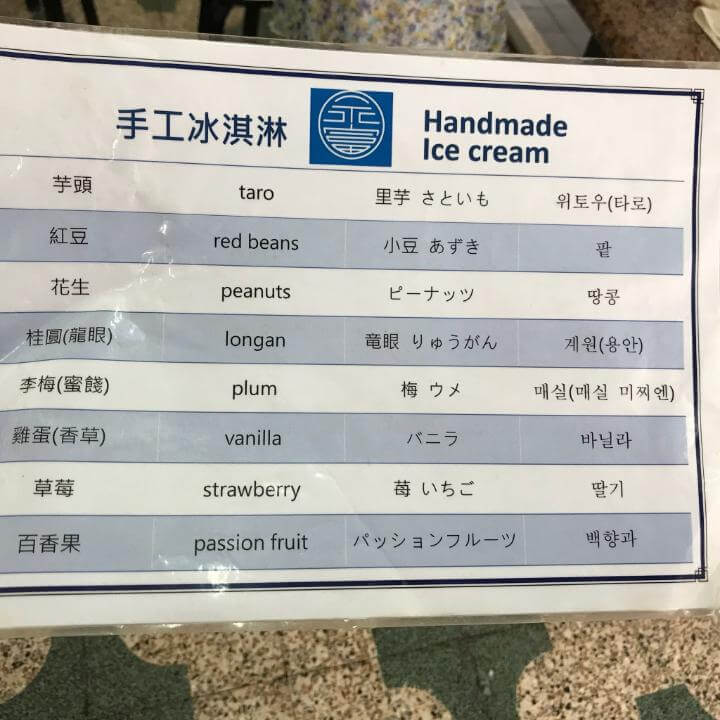 手工冰淇淋 Handmade
Ice cream
芋頭 taro 里芋 さといも 위토우(타로)
紅豆 red beans 小豆 あずき 팥
花生 peanuts ピーナッツ 땅콩
桂圓(龍眼) longan 竜眼 りゅうがん 계원(용안)
李梅(蜜餞) plum 梅 ウメ 매실(매실 미찌엔)
雞蛋(香草) vanilla バニラ 바닐라
草莓 strawberry 苺 いちご 딸기
百香果 passion fruit パッションフルーツ 백향과